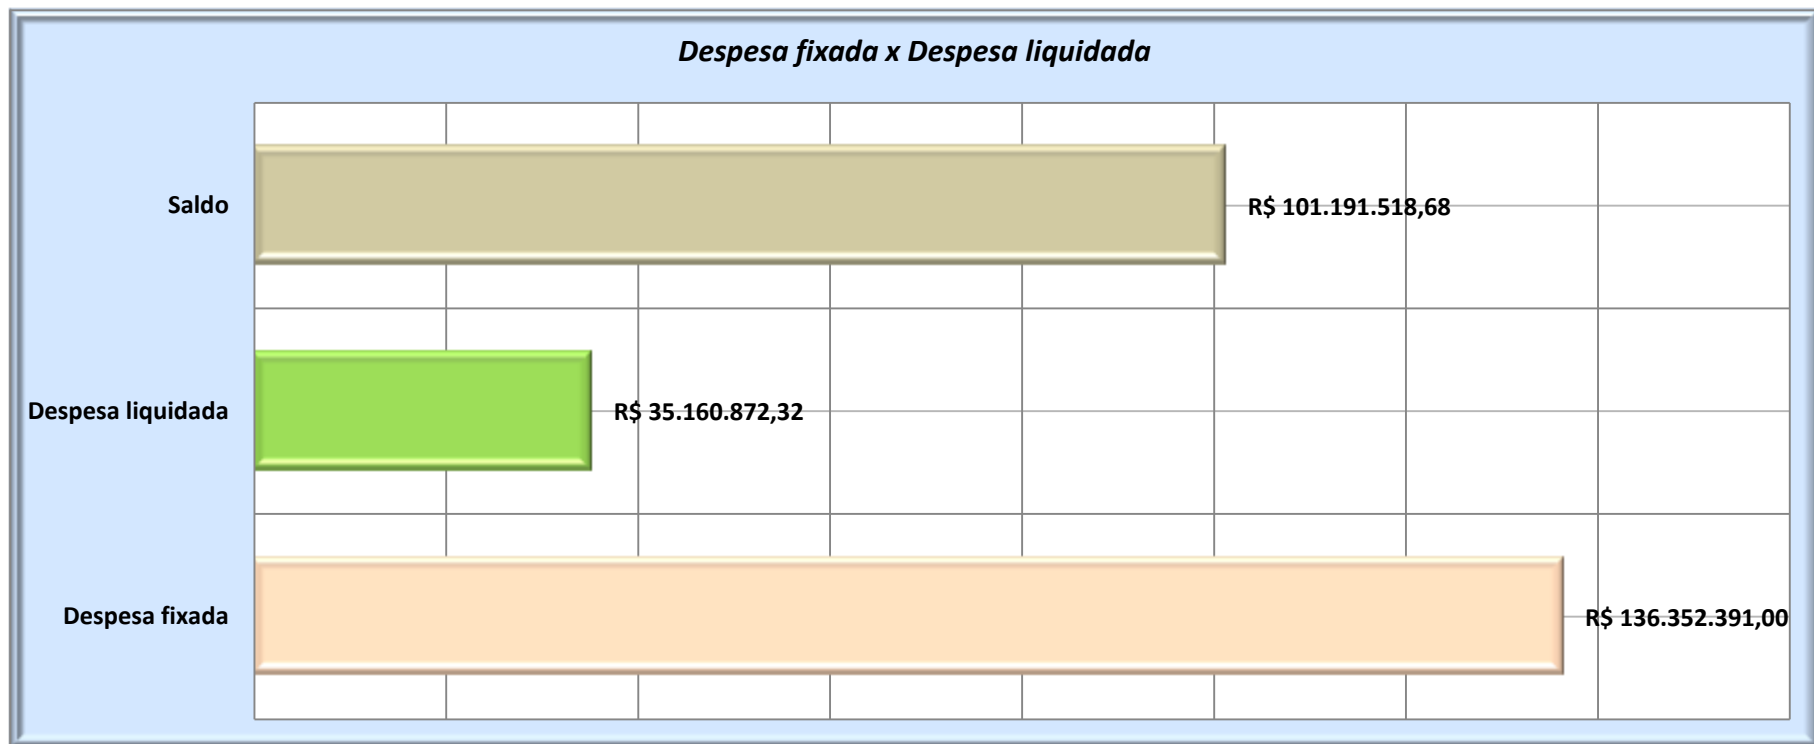 Despesa fixada x Despesa liquidada
Saldo
R$ 101.191.518,68
Despesa liquidada
R$ 35.160.872,32
Despesa fixada
R$ 136.352.391,00